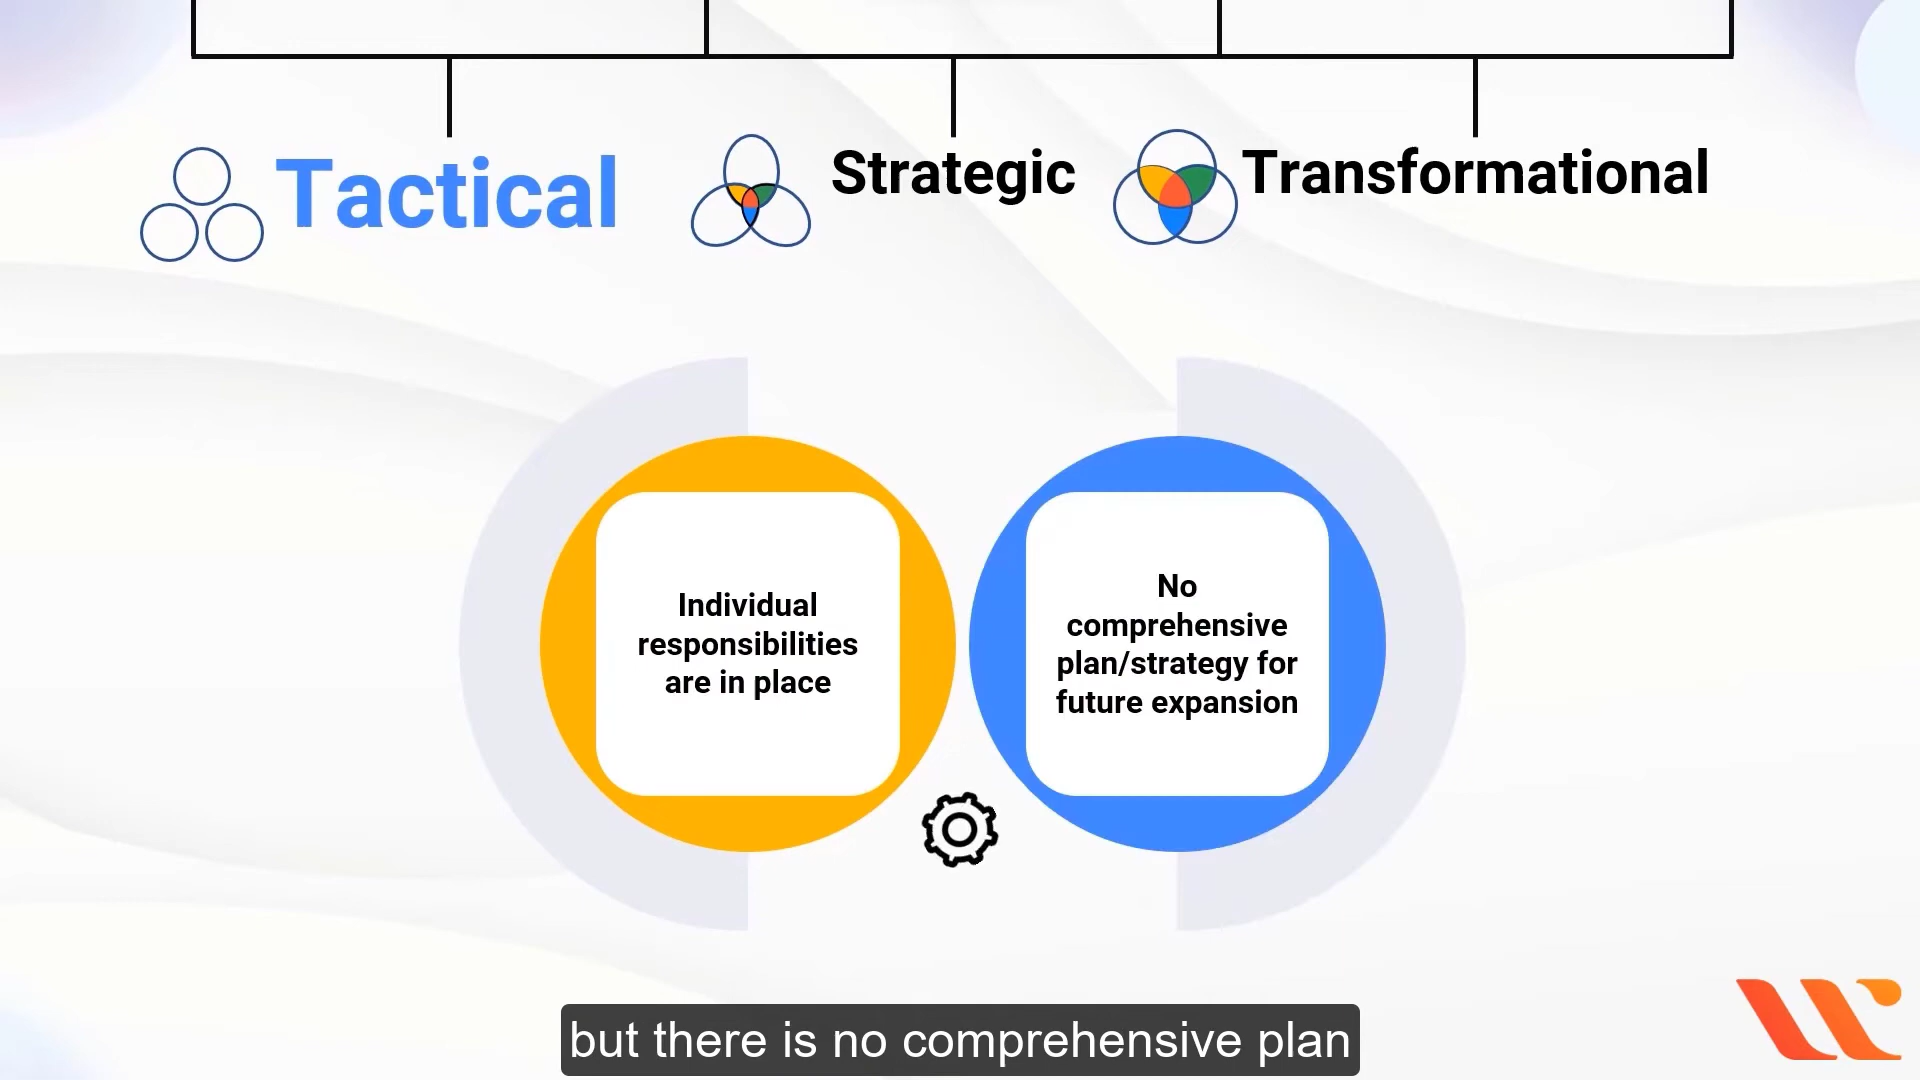 Tactical
Strategic
Transformational
Individual
responsibilities
are in place
No
comprehensive
plan/strategy for
future expansion
but there is no comprehensive plan